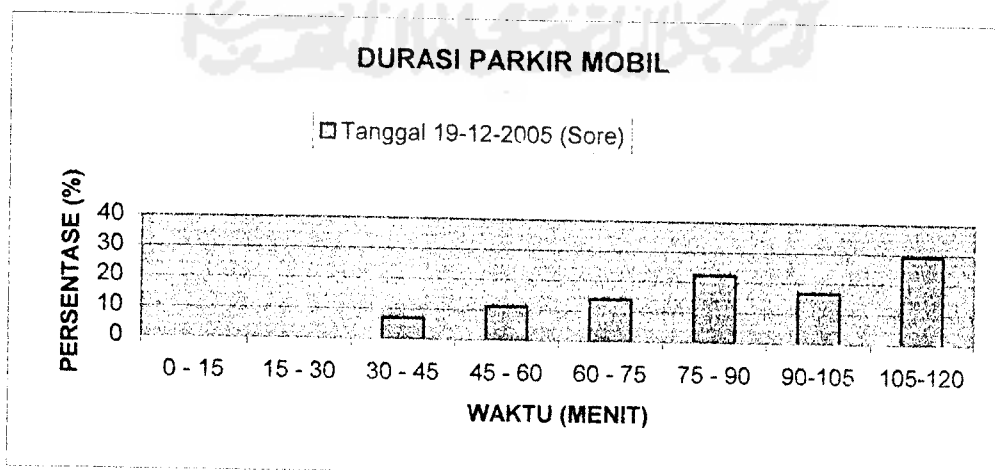 DURASI PARKIR MOBIL
Tanggal 19-12-2005 (Sore)
PERSENTASE (%)
40
30
20
10
0
0 - 15 15 - 30 30 - 45 45 - 60 60 - 75 75 - 90 90-105 105-120
WAKTU (MENIT)